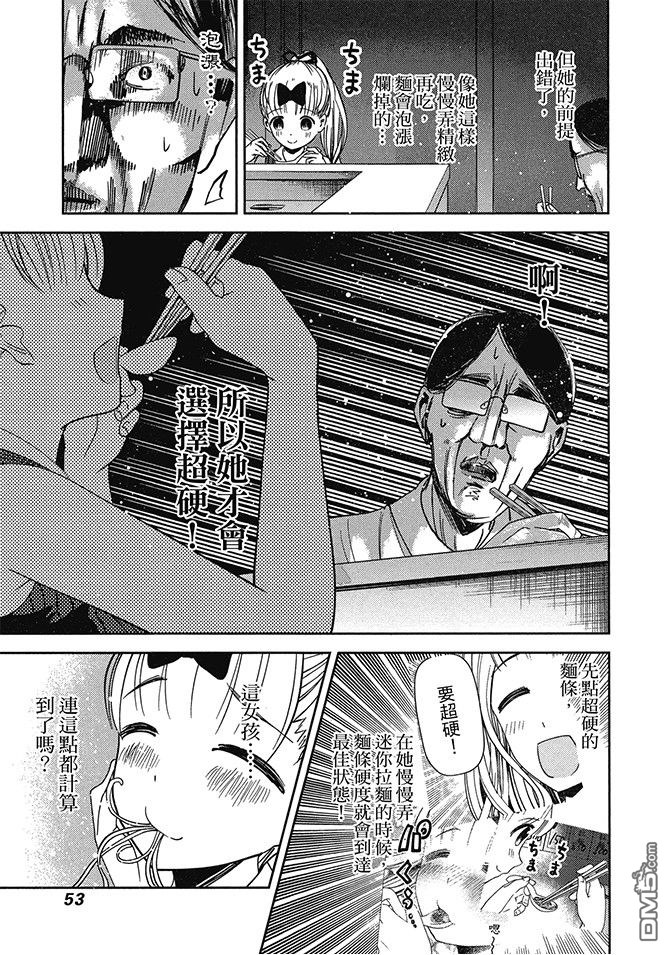 但她的前提
出錯了，
像她這樣
慢慢弄精緻
再吃，
麵會泡漲
爛掉的…
ちま
ちま
泡漲
…？
啊！
所以她才會
選擇超硬！
先點超硬的
麵條，
要超硬！
在她慢慢弄
迷你拉麵的時候，
麵條硬度就會到達
最佳狀態！
ちま
ちま
パく…
這女孩……
連這點都計算
到了嗎？
53
DM5.com